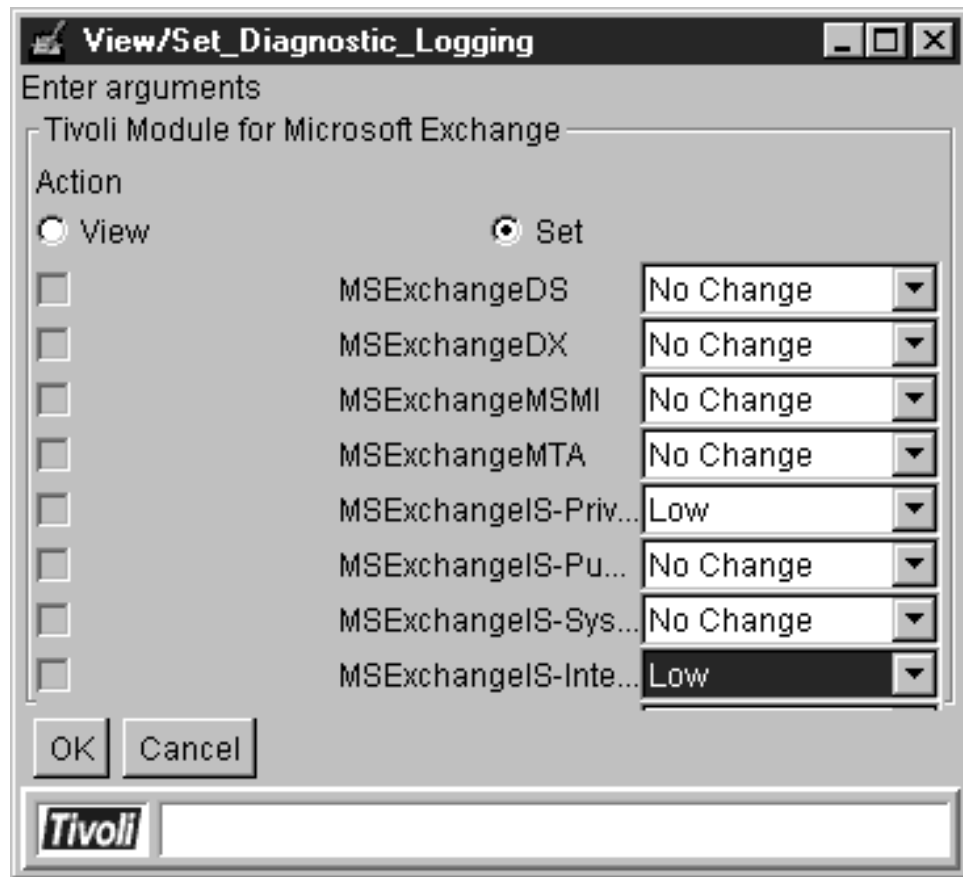 View/Set_Diagnostic_Logging
Enter arguments
Tivoli Module for Microsoft Exchange
Action
View Set
MSExchangeDS No Change
MSExchangeDX No Change
MSExchangeMSMI No Change
MSExchangeMTA No Change
MSExchangeIS-Priv... Low
MSExchangeIS-Pu... No Change
MSExchangeIS-Sys... No Change
MSExchangeIS-Inte... Low
OK Cancel
Tivoli